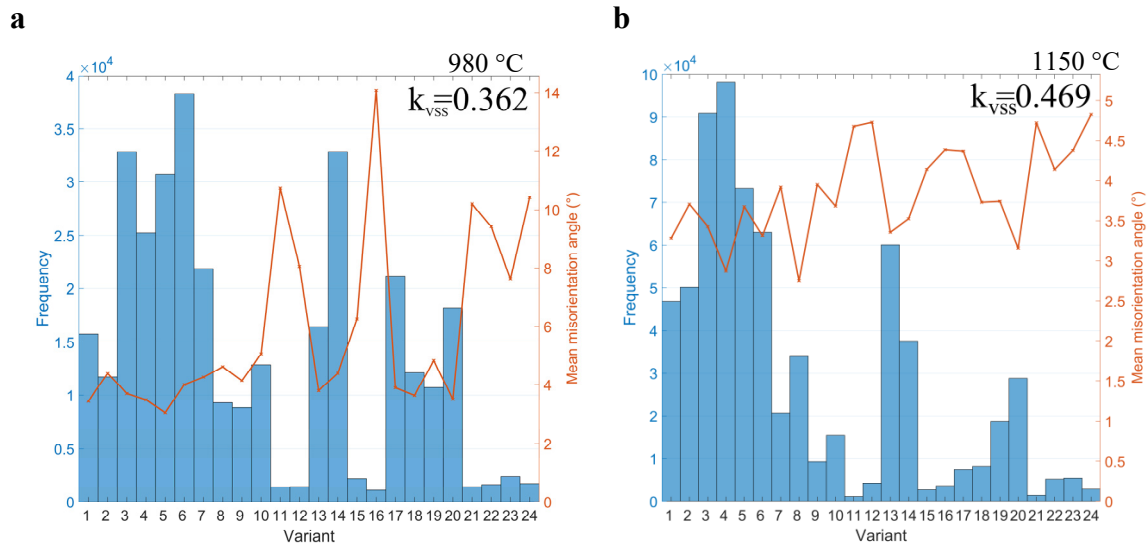 a
×10⁴
980 °C
kvss=0.362
4
3.5
3
2.5
2
1.5
1
0.5
0
Frequency
14
12
10
8
6
4
2
0
Mean misorientation angle (°)
1 2 3 4 5 6 7 8 9 10 11 12 13 14 15 16 17 18 19 20 21 22 23 24
Variant
b
×10⁴
1150 °C
kvss=0.469
10
9
8
7
6
5
4
3
2
1
0
Frequency
5
4.5
4
3.5
3
2.5
2
1.5
1
0.5
0
Mean misorientation angle (°)
1 2 3 4 5 6 7 8 9 10 11 12 13 14 15 16 17 18 19 20 21 22 23 24
Variant